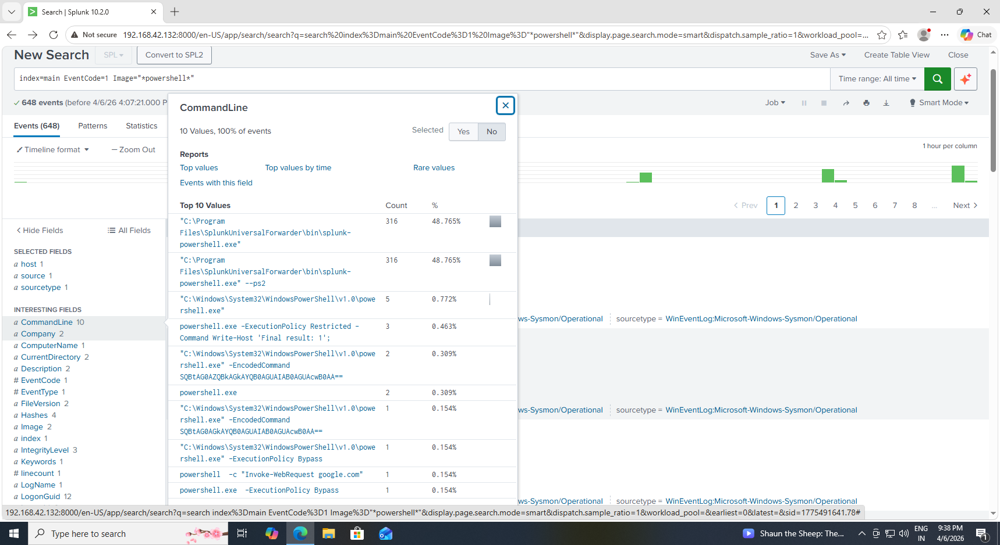 Search | Splunk 10.2.0
Not secure 192.168.42.132:8000/en-US/app/search/search?q=search%20index%3Dmain%20EventCode%3D1%20Image%3D"*powershell*"&display.page.search.mode=smart&dispatch.sample_ratio=1&workload_pool=...
Chat
New Search SPL Convert to SPL2 Save As Create Table View Close
index=main EventCode=1 Image="*powershell*" Time range: All time
648 events (before 4/6/26 4:07:21.000 P Job Smart Mode
Events (648) Patterns Statistics
Timeline format — Zoom Out 1 hour per column
< Prev 1 2 3 4 5 6 7 8 ... Next >
< Hide Fields All Fields
SELECTED FIELDS
a host 1
a source 1
a sourcetype 1
INTERESTING FIELDS
a CommandLine 10
a Company 2
a ComputerName 1
a CurrentDirectory 2
a Description 2
# EventCode 1
# EventType 1
a FileVersion 2
a Hashes 4
a Image 2
a index 1
a IntegrityLevel 3
a Keywords 1
# linecount 1
a LogName 1
a LogonGuid 12
CommandLine
10 Values, 100% of events Selected Yes No
Reports
Top values Top values by time Rare values
Events with this field
Top 10 Values Count %
"C:\Program 316 48.765%
Files\SplunkUniversalForwarder\bin\splunk-
powershell.exe"
"C:\Program 316 48.765%
Files\SplunkUniversalForwarder\bin\splunk-
powershell.exe" --ps2
"C:\Windows\System32\WindowsPowerShell\v1.0\powe 5 0.772%
rshell.exe"
powershell.exe -ExecutionPolicy Restricted - 3 0.463%
Command Write-Host 'Final result: 1';
"C:\Windows\System32\WindowsPowerShell\v1.0\powe 2 0.309%
rshell.exe" -EncodedCommand
SQBtAG0AZQBkAGkAYQB0AGUAIAB0AGUAcwB0AA==
powershell.exe 2 0.309%
"C:\Windows\System32\WindowsPowerShell\v1.0\powe 1 0.154%
rshell.exe" -EncodedCommand
SQBtAG0AGkAYQB0AGUAIAB0AGUAcwB0AA==
"C:\Windows\System32\WindowsPowerShell\v1.0\powe 1 0.154%
rshell.exe" -ExecutionPolicy Bypass
powershell -c "Invoke-WebRequest google.com" 1 0.154%
powershell.exe -ExecutionPolicy Bypass 1 0.154%
ws-Sysmon/Operational sourcetype = WinEventLog:Microsoft-Windows-Sysmon/Operational
ws-Sysmon/Operational sourcetype = WinEventLog:Microsoft-Windows-Sysmon/Operational
ws-Sysmon/Operational sourcetype = WinEventLog:Microsoft-Windows-Sysmon/Operational
192.168.42.132:8000/en-US/app/search/search?q=search index%3Dmain EventCode%3D1 Image%3D"*powershell*"&display.page.search.mode=smart&dispatch.sample_ratio=1&workload_pool=&earliest=0&latest=&sid=1775491641.78#
Type here to search
Shaun the Sheep: The...
ENG
IN
9:38 PM
4/6/2026
1